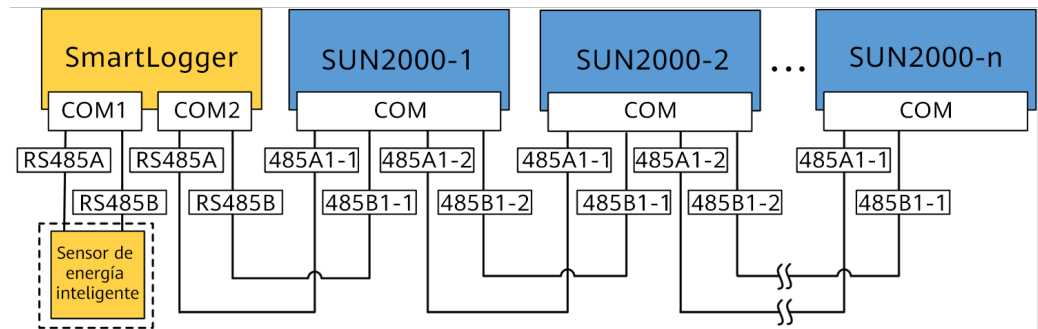 SmartLogger
SUN2000-1
SUN2000-2
...
SUN2000-n
COM1
COM2
COM
COM
COM
RS485A
RS485A
485A1-1
485A1-2
485A1-1
485A1-2
485A1-1
RS485B
RS485B
485B1-1
485B1-2
485B1-1
485B1-2
485B1-1
Sensor de
energía
inteligente